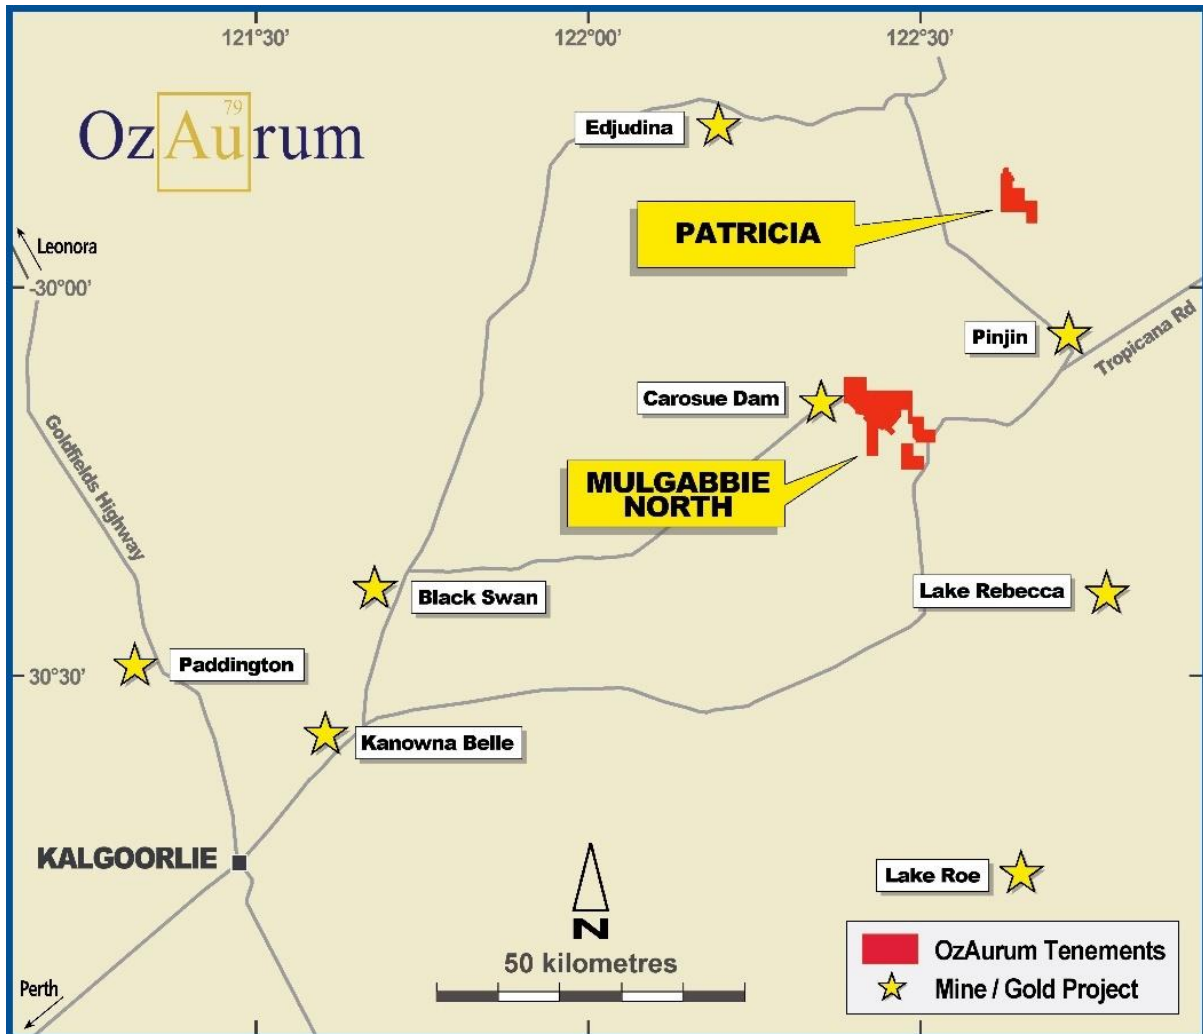 121°30'
122°00'
122°30'
79
OzAurum
Edjudina
PATRICIA
Leonora
-30°00'
Pinjin
Tropicana Rd
Carosue Dam
Goldfields Highway
MULGABBIE
NORTH
Black Swan
Lake Rebecca
Paddington
30°30'
Kanowna Belle
KALGOORLIE
Lake Roe
N
50 kilometres
OzAurum Tenements
Mine / Gold Project
Perth